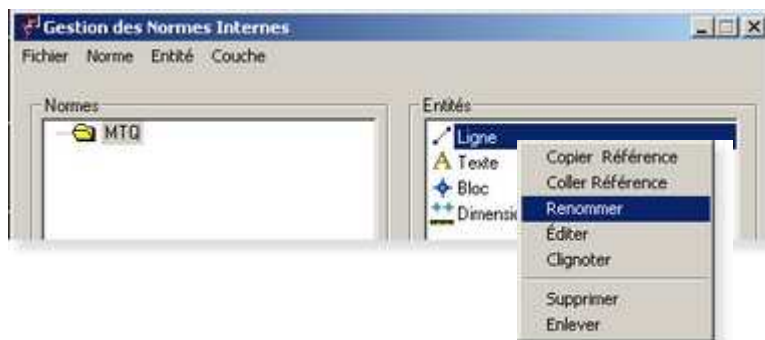 Gestion des Normes Internes
Fichier Norme Entité Couche
Normes
MTQ
Entités
Ligne
Texte
Bloc
Dimensio
Copier Référence
Coller Référence
Renommer
Éditer
Clignoter
Supprimer
Enlever